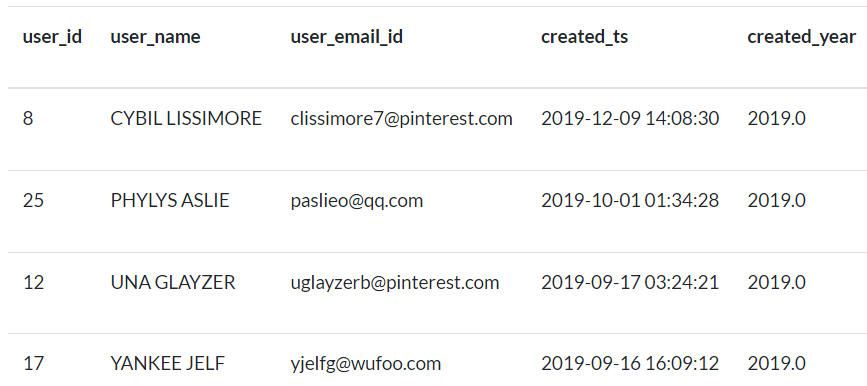 user_id user_name user_email_id created_ts created_year
8 CYBIL LISSIMORE clissimore7@pinterest.com 2019-12-09 14:08:30 2019.0
25 PHYLYS ASLIE paslieo@qq.com 2019-10-01 01:34:28 2019.0
12 UNA GLAYZER uglayzerb@pinterest.com 2019-09-17 03:24:21 2019.0
17 YANKEE JELF yjelfg@wufoo.com 2019-09-16 16:09:12 2019.0